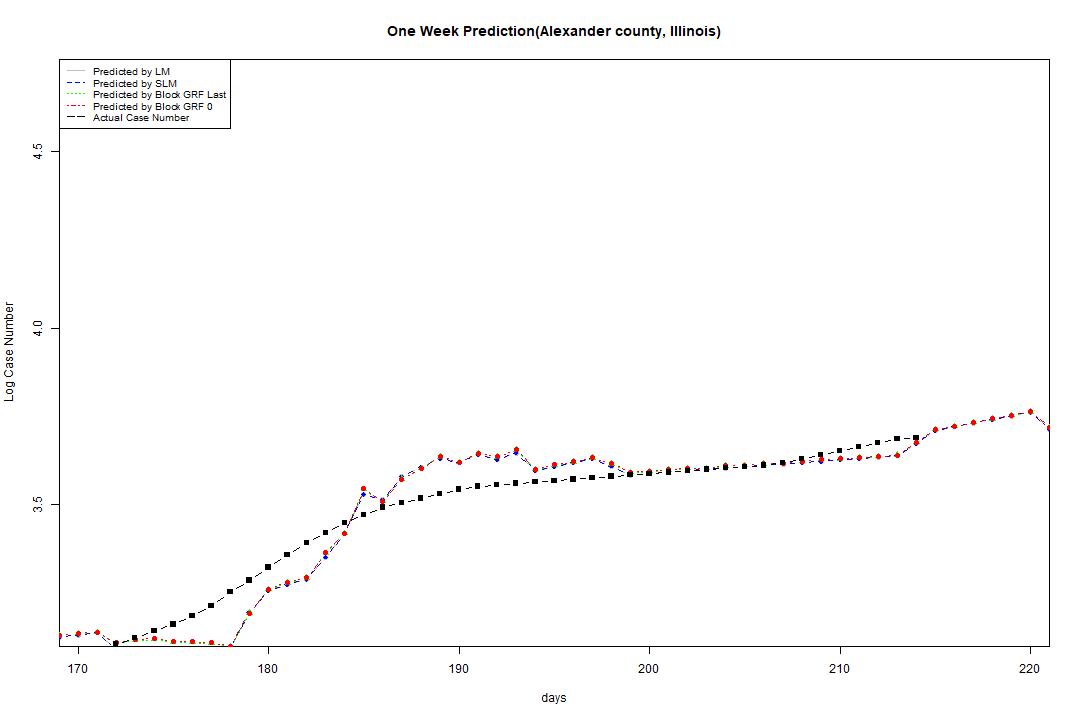 One Week Prediction(Alexander county, Illinois)
Predicted by LM
Predicted by SLM
Predicted by Block GRF Last
Predicted by Block GRF 0
Actual Case Number
4.5
4.0
3.5
Log Case Number
170 180 190 200 210 220
days